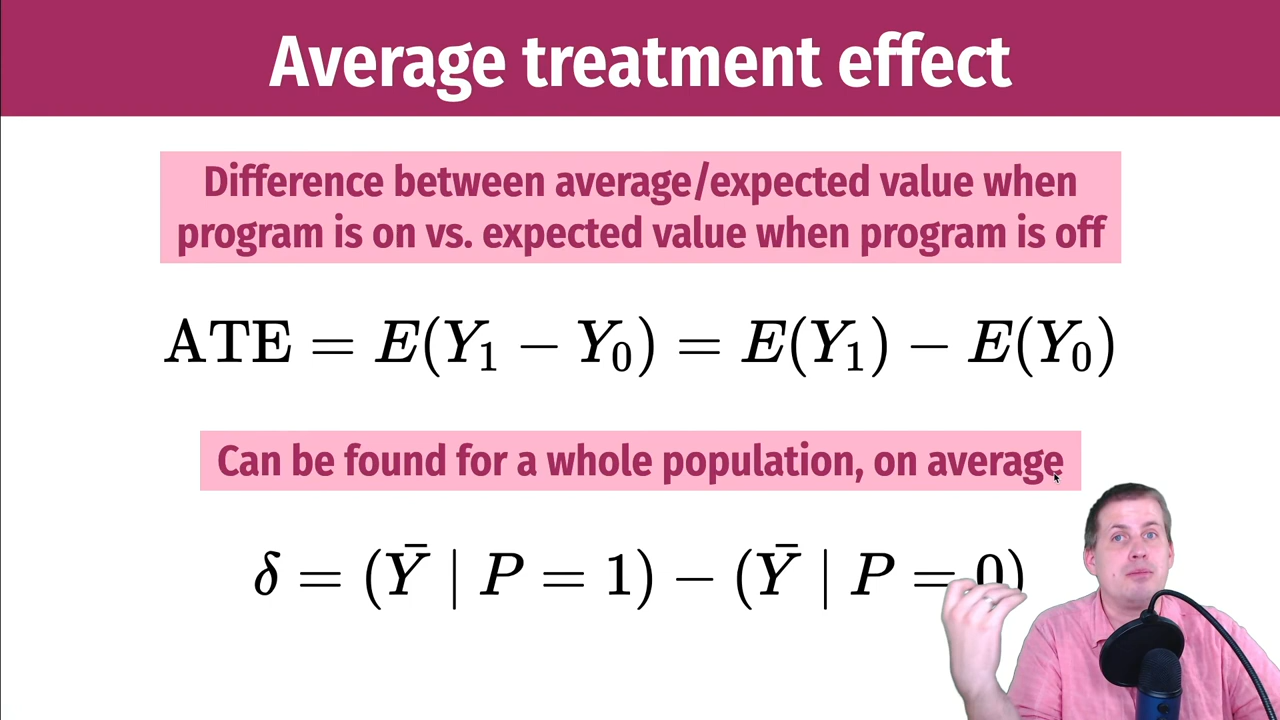 Average treatment effect
Difference between average/expected value when
program is on vs. expected value when program is off
ATE = E(Y₁ − Y₀) = E(Y₁) − E(Y₀)
Can be found for a whole population, on average
δ = (Ȳ | P = 1) − (Ȳ | P = 0)